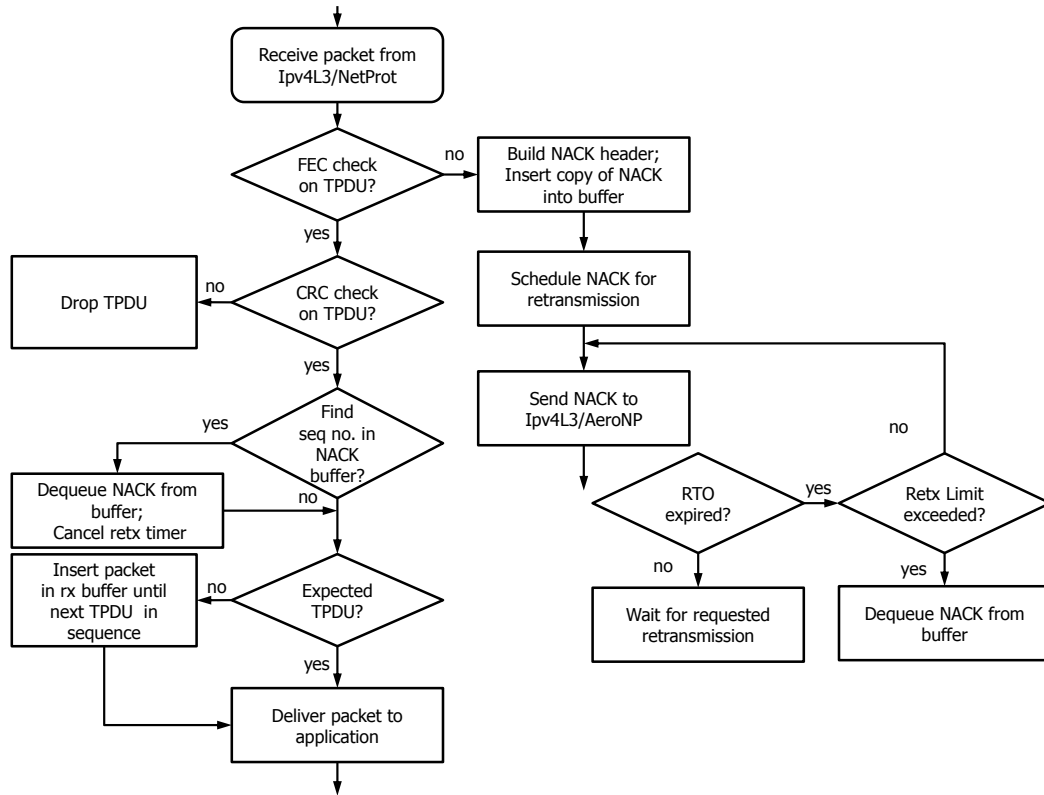 Receive packet from
Ipv4L3/NetProt
FEC check
on TPDU?
no
Build NACK header;
Insert copy of NACK
into buffer
yes
Drop TPDU
no
CRC check
on TPDU?
Schedule NACK for
retransmission
yes
Find
seq no. in
NACK
buffer?
yes
Send NACK to
Ipv4L3/AeroNP
no
Dequeue NACK from
buffer;
Cancel retx timer
no
RTO
expired?
yes
Retx Limit
exceeded?
Insert packet
in rx buffer until
next TPDU  in
sequence
no
Expected
TPDU?
no
Wait for requested
retransmission
yes
Dequeue NACK from
buffer
yes
Deliver packet to
application